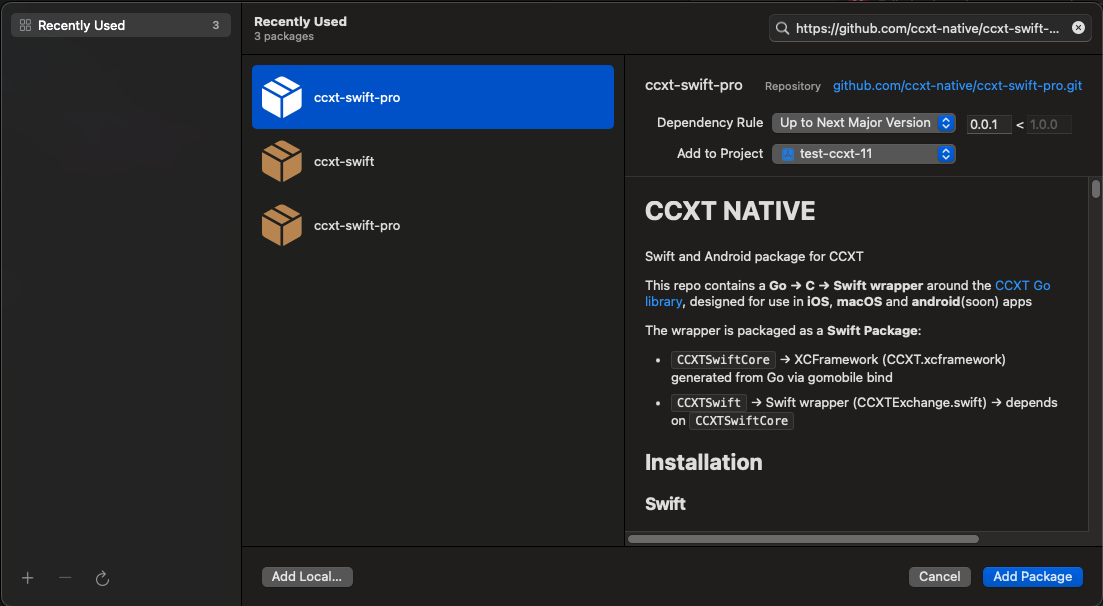 Recently Used
3
Recently Used
3 packages
https://github.com/ccxt-native/ccxt-swift-...
ccxt-swift-pro
ccxt-swift
ccxt-swift-pro
ccxt-swift-pro Repository github.com/ccxt-native/ccxt-swift-pro.git
Dependency Rule Up to Next Major Version 0.0.1 < 1.0.0
Add to Project test-ccxt-11
CCXT NATIVE
Swift and Android package for CCXT
This repo contains a Go → C → Swift wrapper around the CCXT Go
library, designed for use in iOS, macOS and android(soon) apps
The wrapper is packaged as a Swift Package:
• CCXTSwiftCore → XCFramework (CCXT.xcframework)
generated from Go via gomobile bind
• CCXTSwift → Swift wrapper (CCXTExchange.swift) → depends
on CCXTSwiftCore
Installation
Swift
Add Local...
Cancel
Add Package